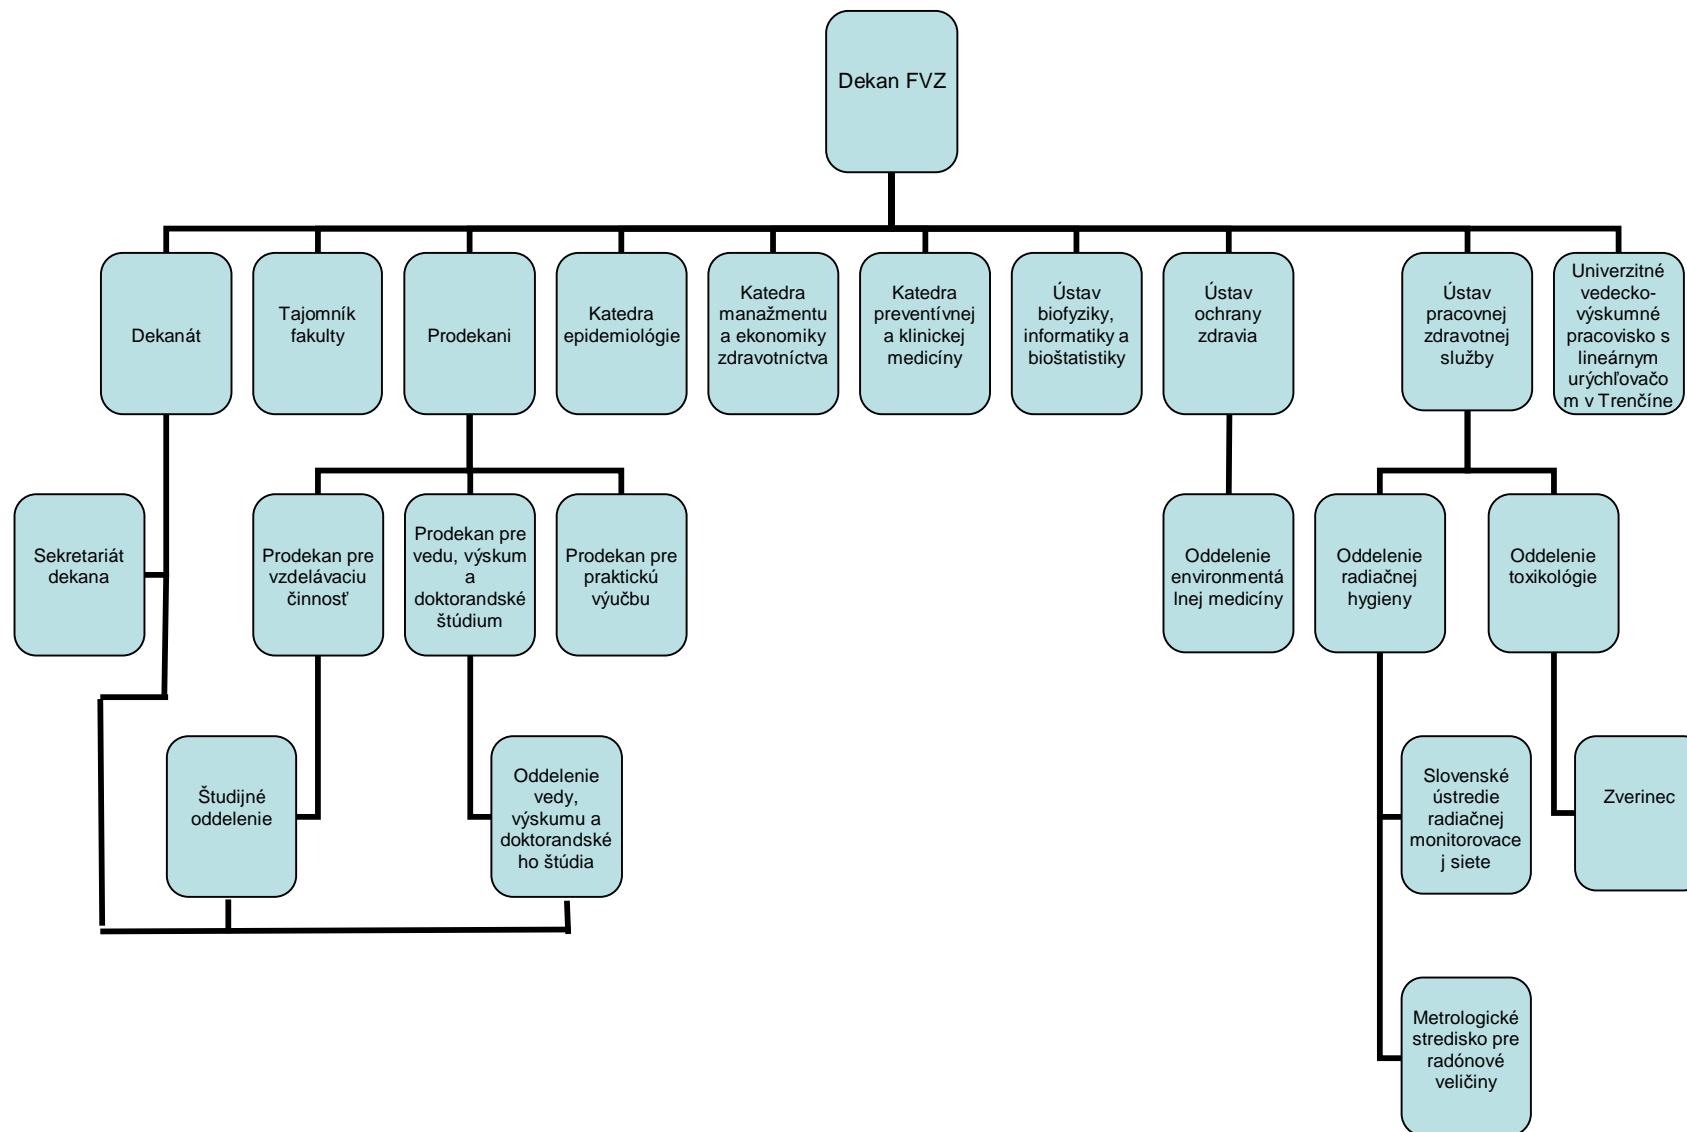 Dekan FVZ
Dekanát
Tajomník
fakulty
Prodekani
Katedra
epidemiológie
Katedra
manažmentu
a ekonomiky
zdravotníctva
Katedra
preventívnej
a klinickej
medicíny
Ústav
biofyziky,
informatiky a
bioštatistiky
Ústav
ochrany
zdravia
Ústav
pracovnej
zdravotnej
služby
Univerzitné
vedecko-
výskumné
pracovisko s
lineárnym
urýchľovačo
m v Trenčíne
Sekretariát
dekana
Prodekan pre
vzdelávaciu
činnosť
Prodekan pre
vedu, výskum
a
doktorandské
štúdium
Prodekan pre
praktickú
výučbu
Oddelenie
environmentá
lnej medicíny
Oddelenie
radiačnej
hygieny
Oddelenie
toxikológie
Študijné
oddelenie
Oddelenie
vedy,
výskumu a
doktorandské
ho štúdia
Slovenské
ústredie
radiačnej
monitorovace
j siete
Zverinec
Metrologické
stredisko pre
radónové
veličiny